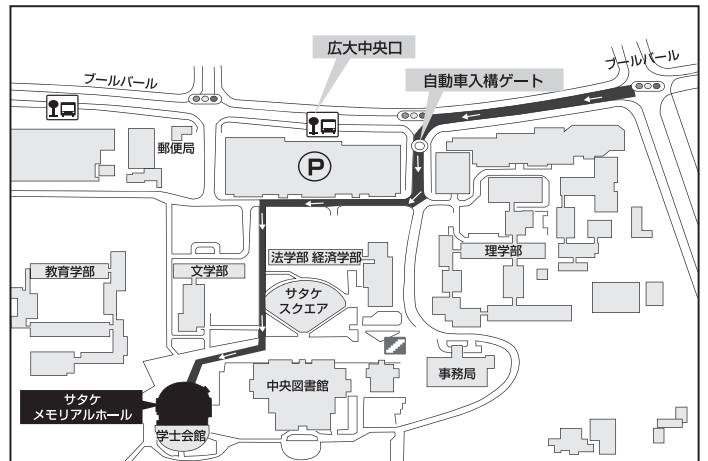 広大中央口
ブールバール
ブールバール
自動車入構ゲート
郵便局
P
教育学部
文学部
法学部 経済学部
理学部
サタケ
スクエア
中央図書館
事務局
サタケ
メモリアルホール
学士会館